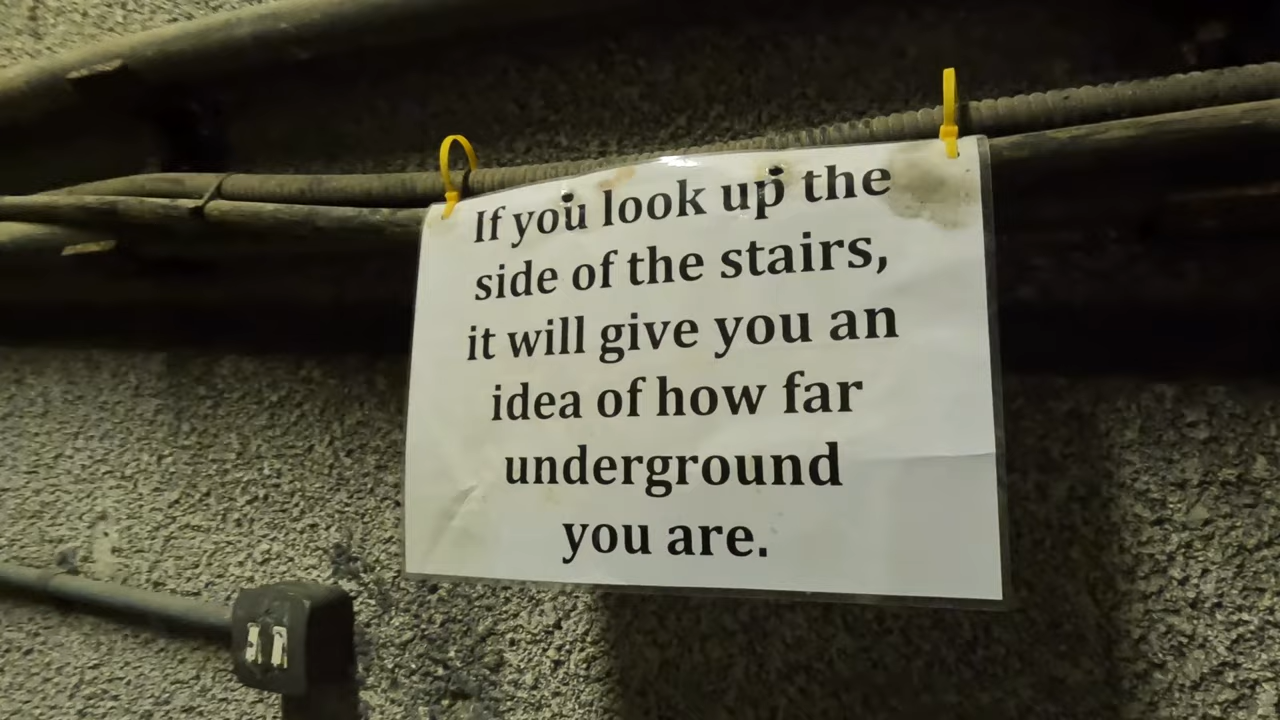 If you look up the
side of the stairs,
it will give you an
idea of how far
underground
you are.